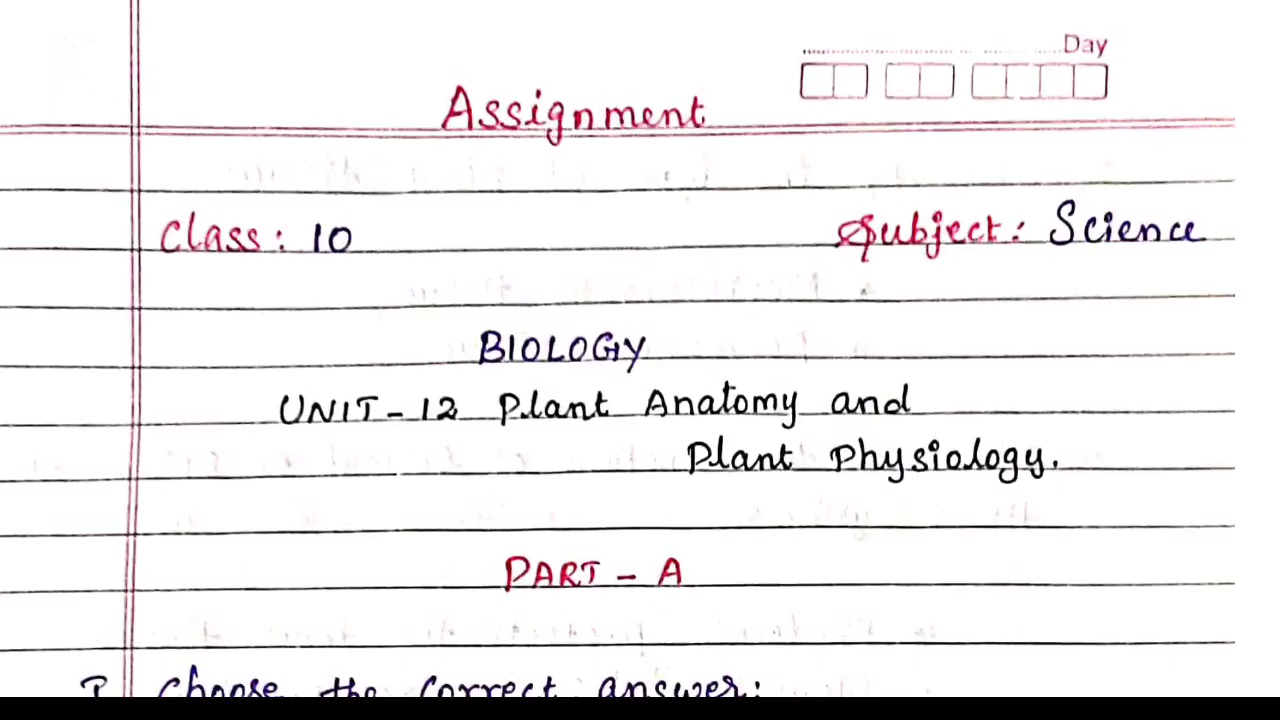 Day
Assignment
Class: 10 Subject: Science
BIOLOGY
UNIT - 12 Plant Anatomy and
Plant Physiology.
PART - A
I choose the correct answer: